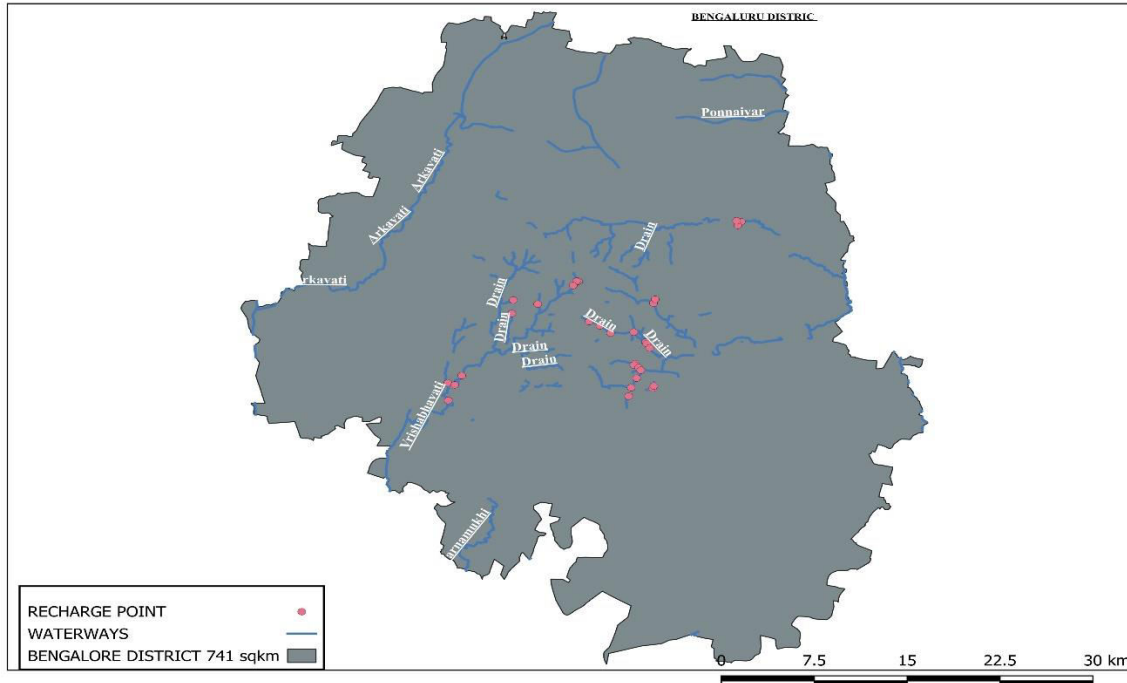 BENGALURU DISTRIC
Ponnaiyar
Arkavati
Arkavati
rkavati
Drain
Drain
Drain
Drain
Drain
Drain
Drain
Vrishabhavati
arnamukhi
RECHARGE POINT
WATERWAYS
BENGALORE DISTRICT 741 sqkm
0 7.5 15 22.5 30 km